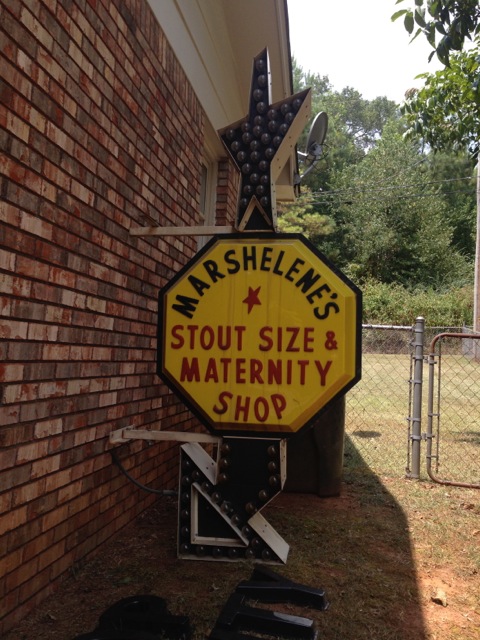 MARSHELENE'S
STOUT SIZE &
MATERNITY
SHOP